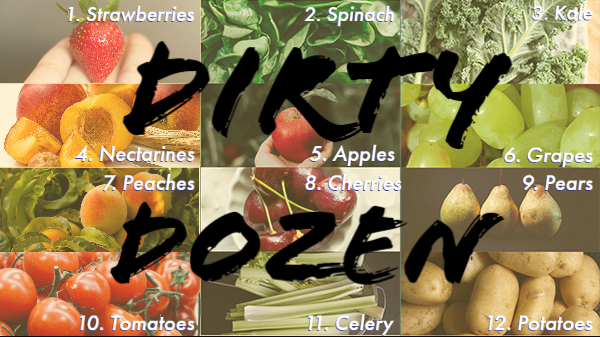 1. Strawberries
2. Spinach
3. Kale
DIRTY
4. Nectarines
5. Apples
6. Grapes
7. Peaches
8. Cherries
9. Pears
DOZEN
10. Tomatoes
11. Celery
12. Potatoes